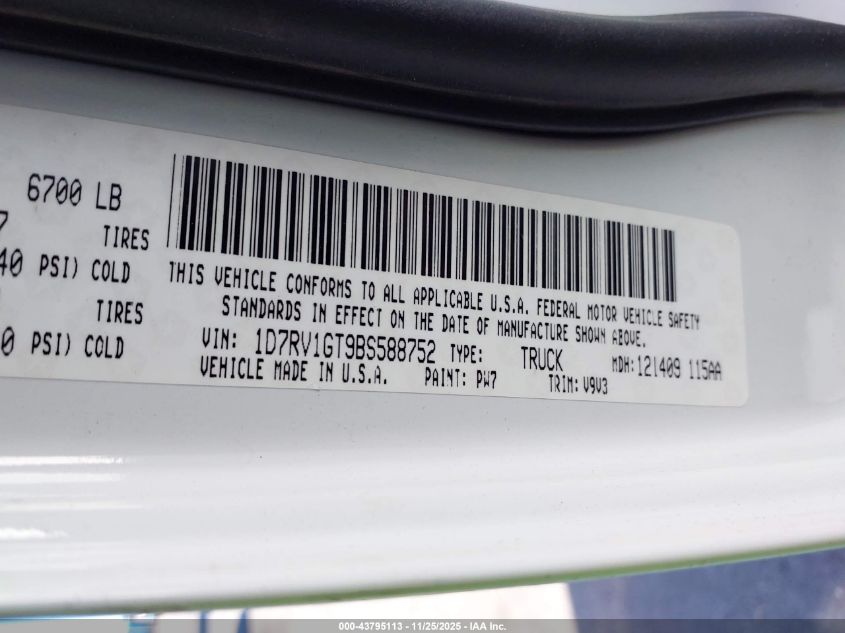 6700 LB
7
TIRES
40 PSI) COLD
TIRES
0 PSI) COLD
THIS VEHICLE CONFORMS TO ALL APPLICABLE U.S.A. FEDERAL MOTOR VEHICLE SAFETY
STANDARDS IN EFFECT ON THE DATE OF MANUFACTURE SHOWN ABOVE.
VIN: 1D7RV1GT9BS588752 TYPE: TRUCK MDH: 121409 115AA
VEHICLE MADE IN U.S.A. PAINT: PW7 TRIM: V9V3
000-43795113 - 11/25/2025 - IAA Inc.